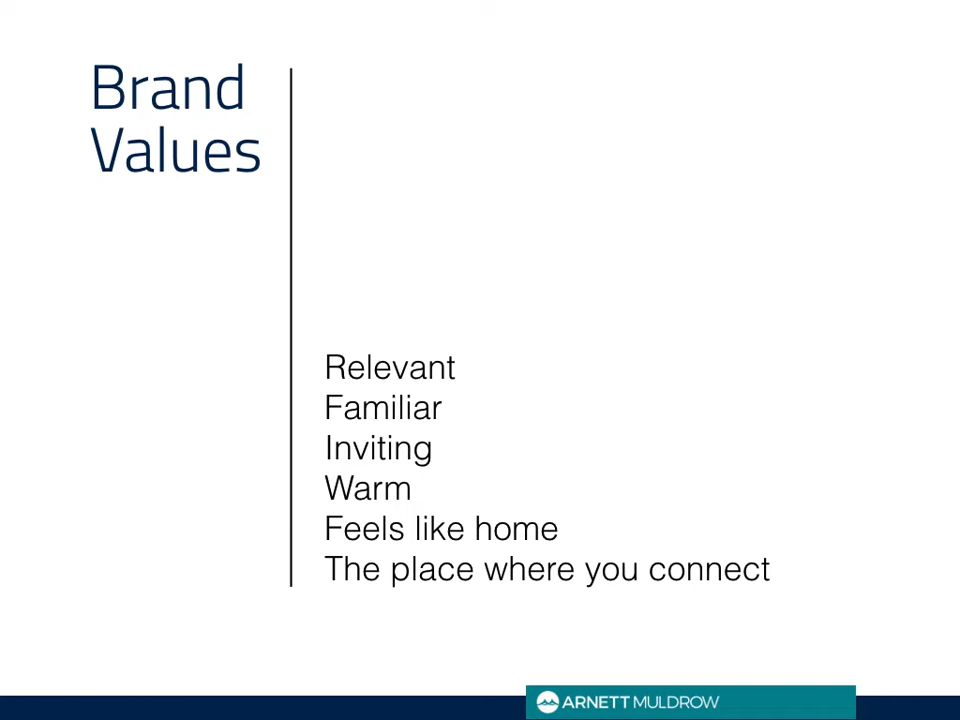 Brand
Values
Relevant
Familiar
Inviting
Warm
Feels like home
The place where you connect
ARNETT MULDROW